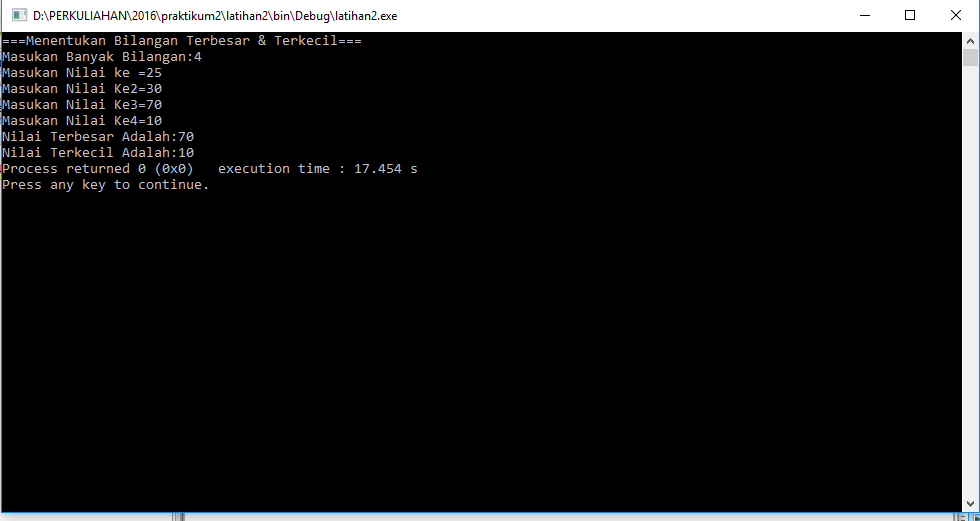 D:\PERKULIAHAN\2016\praktikum2\latihan2\bin\Debug\latihan2.exe
===Menentukan Bilangan Terbesar & Terkecil===
Masukan Banyak Bilangan:4
Masukan Nilai ke =25
Masukan Nilai Ke2=30
Masukan Nilai Ke3=70
Masukan Nilai Ke4=10
Nilai Terbesar Adalah:70
Nilai Terkecil Adalah:10
Process returned 0 (0x0)   execution time : 17.454 s
Press any key to continue.